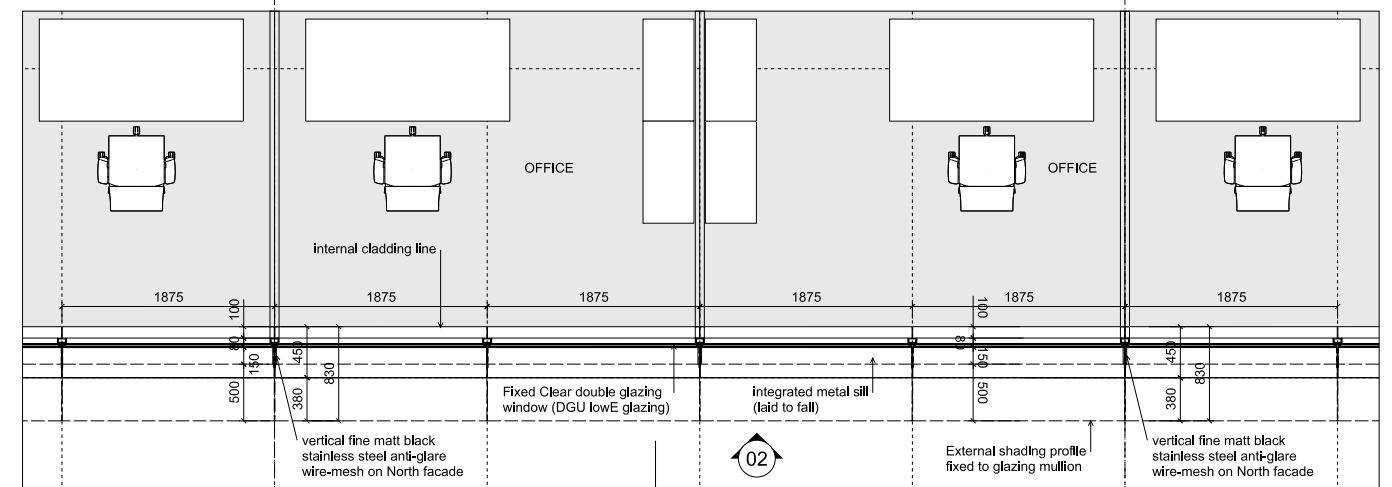 OFFICE
OFFICE
internal cladding line
1875
1875
1875
1875
1875
1875
100
80
150
500
450
380
830
100
80
150
500
450
380
830
Fixed Clear double glazing
window (DGU lowE glazing)
integrated metal sill
(laid to fall)
vertical fine matt black
stainless steel anti-glare
wire-mesh on North facade
02
External shading profile
fixed to glazing mullion
vertical fine matt black
stainless steel anti-glare
wire-mesh on North facade